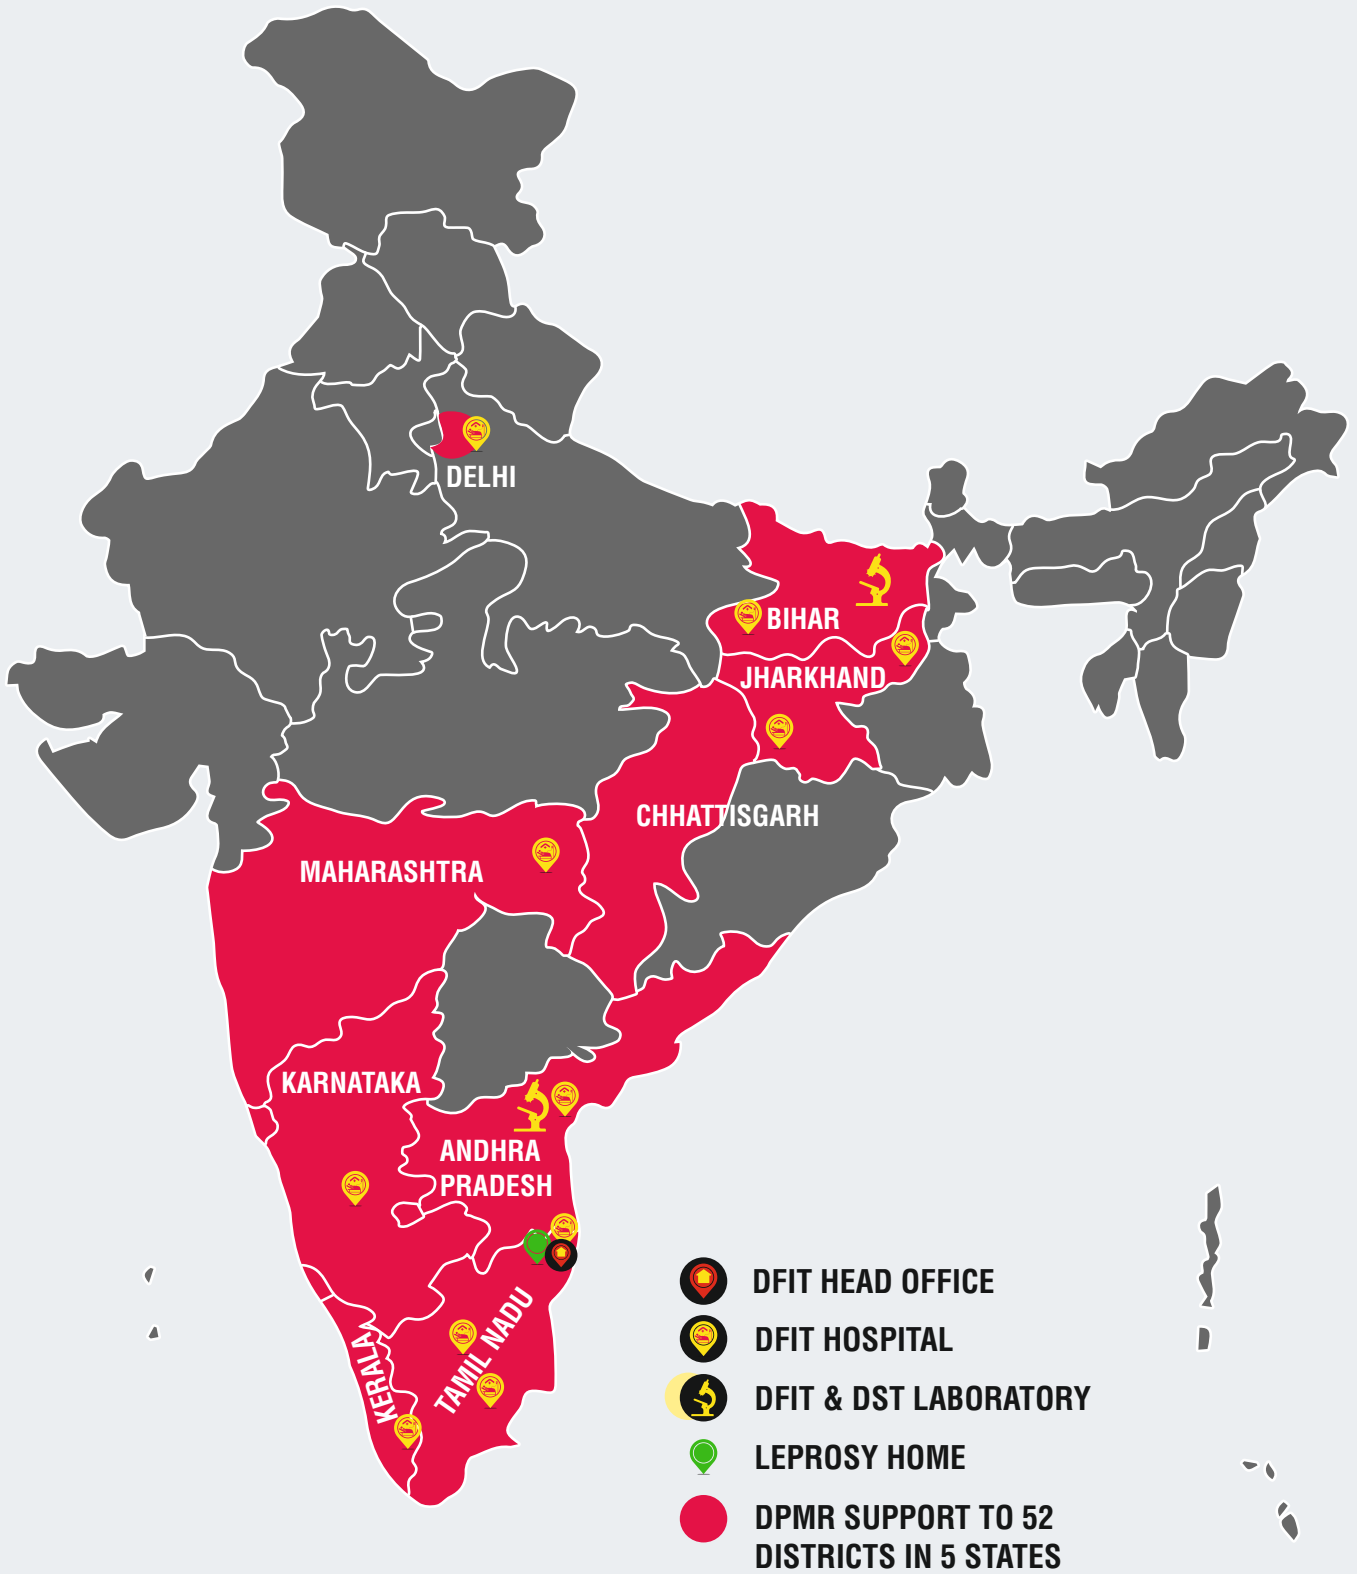 DELHI
BIHAR
JHARKHAND
CHHATTISGARH
MAHARASHTRA
KARNATAKA
ANDHRA
PRADESH
TAMIL NADU
KERALA
DFIT HEAD OFFICE
DFIT HOSPITAL
DFIT & DST LABORATORY
LEPROSY HOME
DPMR SUPPORT TO 52
DISTRICTS IN 5 STATES